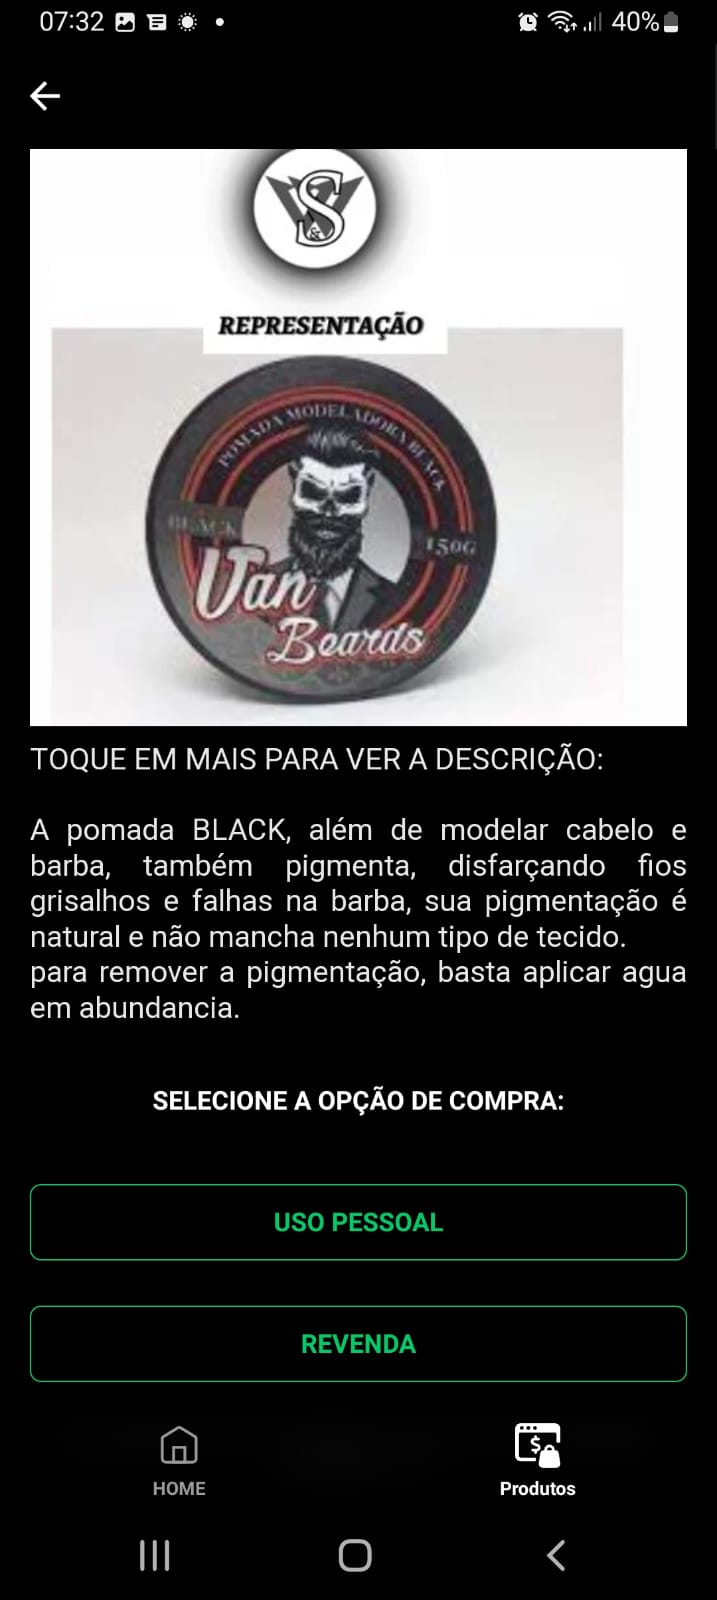 07:32
40%
S
&
REPRESENTAÇÃO
POMADA MODELADORA BLACK
BLACK
150G
Van
Beards
TOQUE EM MAIS PARA VER A DESCRIÇÃO:
A pomada BLACK, além de modelar cabelo e
barba, também pigmenta, disfarçando fios
grisalhos e falhas na barba, sua pigmentação é
natural e não mancha nenhum tipo de tecido.
para remover a pigmentação, basta aplicar agua
em abundancia.
SELECIONE A OPÇÃO DE COMPRA:
USO PESSOAL
REVENDA
HOME
Produtos